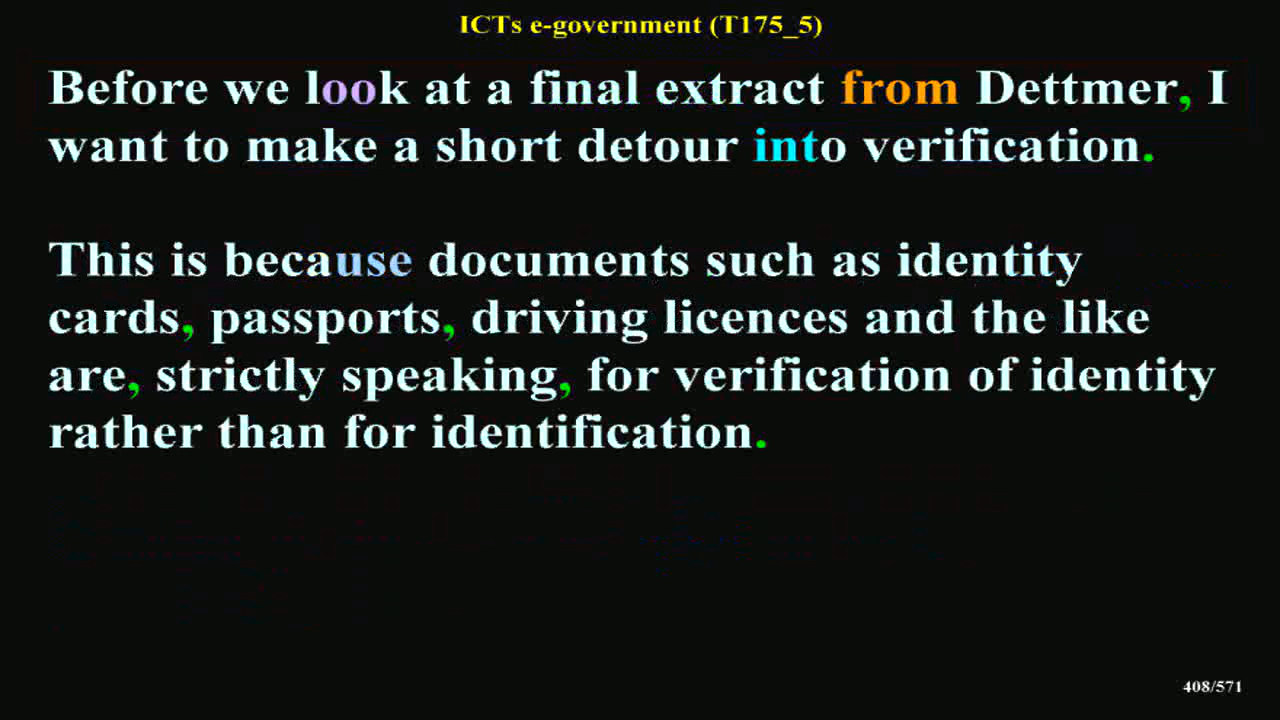 ICTs e-government (T175_5)
Before we look at a final extract from Dettmer, I
want to make a short detour into verification.
This is because documents such as identity
cards, passports, driving licences and the like
are, strictly speaking, for verification of identity
rather than for identification.
408/571